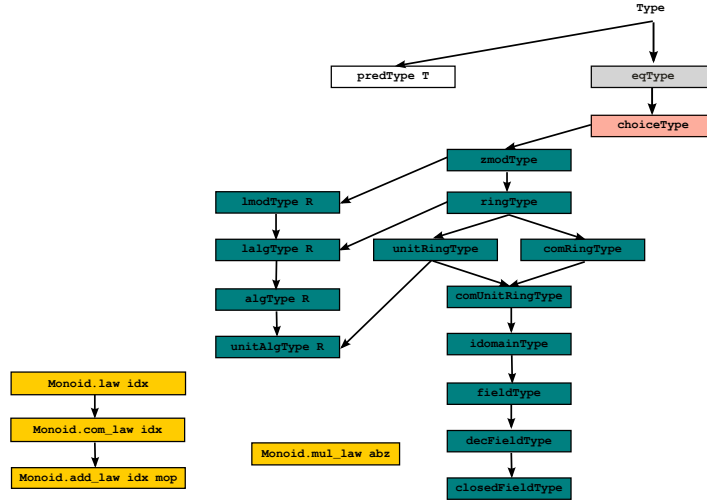 Type
predType T
eqType
choiceType
zmodType
lmodType R
ringType
lalgType R
unitRingType
comRingType
algType R
comUnitRingType
unitAlgType R
idomainType
Monoid.law idx
fieldType
Monoid.com_law idx
decFieldType
Monoid.mul_law abz
Monoid.add_law idx mop
closedFieldType